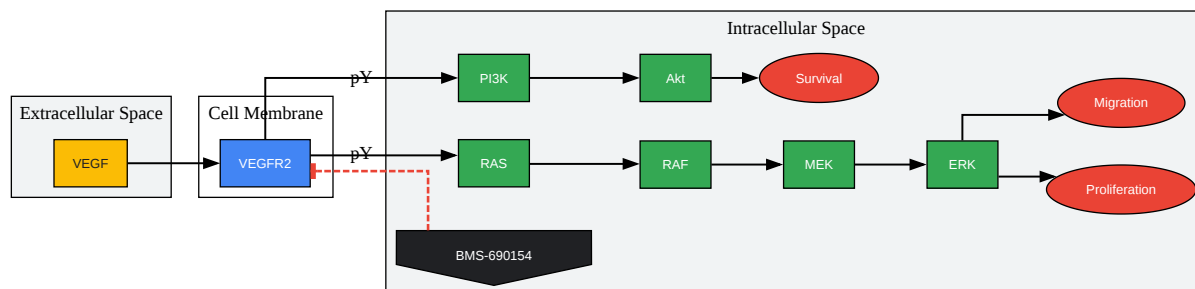 Intracellular Space
pY
PI3K
Akt
Survival
Extracellular Space
Cell Membrane
Migration
VEGF
VEGFR2
pY
RAS
RAF
MEK
ERK
Proliferation
BMS-690154